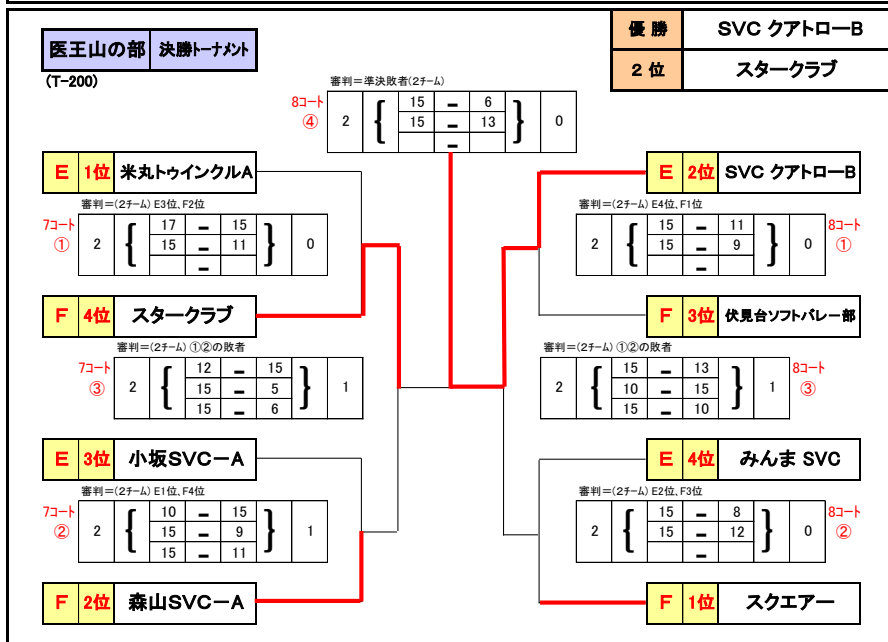 優 勝 SVC クアトローB
2 位 スタークラブ
医王山の部 決勝トーナメント
(T-200)
審判＝準決敗者(2チーム)
8コート
④
2 { 15 － 6 } 0
15 － 13
－
E 1位 米丸トゥインクルA
審判＝(2チーム) E3位、F2位
7コート
①
2 { 17 － 15 } 0
15 － 11
－
F 4位 スタークラブ
審判＝(2チーム) ①②の敗者
7コート
③
2 { 12 － 15 } 1
15 － 5
15 － 6
E 3位 小坂SVC－A
審判＝(2チーム) E1位、F4位
7コート
②
2 { 10 － 15 } 1
15 － 9
15 － 11
F 2位 森山SVC－A
E 2位 SVC クアトローB
審判＝(2チーム) E4位、F1位
8コート
①
2 { 15 － 11 } 0
15 － 9
－
F 3位 伏見台ソフトバレー部
審判＝(2チーム) ①②の敗者
8コート
③
2 { 15 － 13 } 1
10 － 15
15 － 10
E 4位 みんま SVC
審判＝(2チーム) E2位、F3位
8コート
②
2 { 15 － 8 } 0
15 － 12
－
F 1位 スクエアー